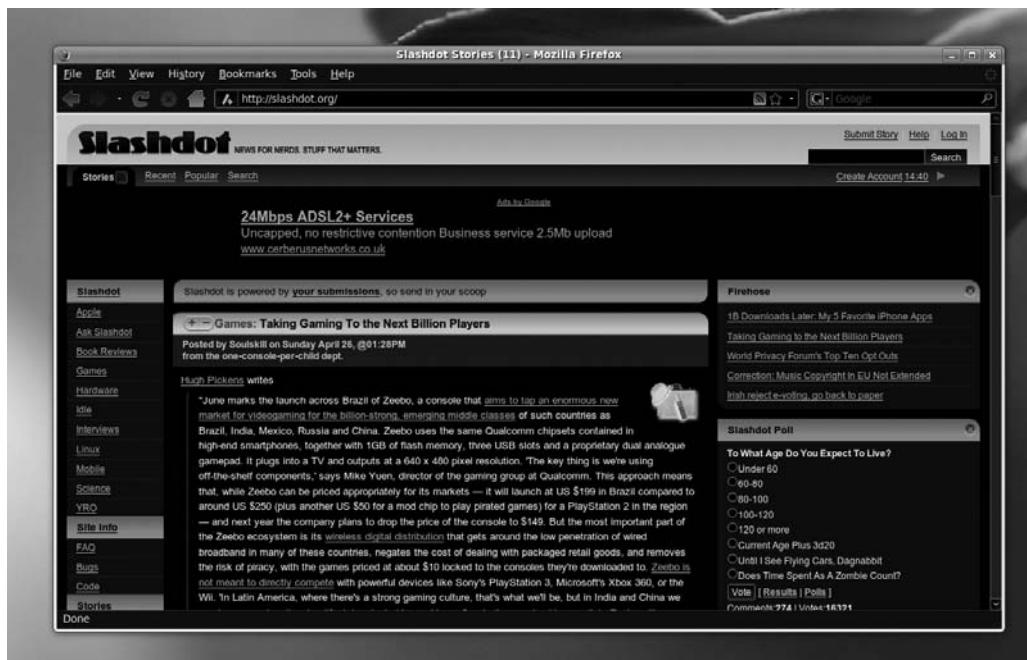 Slashdot Stories (11) - Mozilla Firefox
File Edit View History Bookmarks Tools Help
http://slashdot.org/
Google
Slashdot NEWS FOR NERDS. STUFF THAT MATTERS.
Submit Story Help Log In
Search
Stories Recent Popular Search
Create Account 14:40
Ads by Google
24Mbps ADSL2+ Services
Uncapped, no restrictive contention Business service 2.5Mb upload
www.cerberusnetworks.co.uk
Slashdot
Apple
Ask Slashdot
Book Reviews
Games
Hardware
Idle
Interviews
Linux
Mobile
Science
YRO
Site Info
FAQ
Bugs
Code
Stories
Slashdot is powered by your submissions, so send in your scoop
+ - Games: Taking Gaming To the Next Billion Players
Posted by Soulskill on Sunday April 26, @01:28PM
from the one-console-per-child dept.
Hugh Pickens writes
"June marks the launch across Brazil of Zeebo, a console that aims to tap an enormous new
market for videogaming for the billion-strong, emerging middle classes of such countries as
Brazil, India, Mexico, Russia and China. Zeebo uses the same Qualcomm chipsets contained in
high-end smartphones, together with 1GB of flash memory, three USB slots and a proprietary dual analogue
gamepad. It plugs into a TV and outputs at a 640 x 480 pixel resolution. 'The key thing is we're using
off-the-shelf components,' says Mike Yuen, director of the gaming group at Qualcomm. This approach means
that, while Zeebo can be priced appropriately for its markets — it will launch at US $199 in Brazil compared to
around US $250 (plus another US $50 for a mod chip to play pirated games) for a PlayStation 2 in the region
— and next year the company plans to drop the price of the console to $149. But the most important part of
the Zeebo ecosystem is its wireless digital distribution that gets around the low penetration of wired
broadband in many of these countries, negates the cost of dealing with packaged retail goods, and removes
the risk of piracy, with the games priced at about $10 locked to the consoles they're downloaded to. Zeebo is
not meant to directly compete with powerful devices like Sony's PlayStation 3, Microsoft's Xbox 360, or the
Wii. 'In Latin America, where there's a strong gaming culture, that's what we'll be, but in India and China we
Firehose
1B Downloads Later: My 5 Favorite iPhone Apps
Taking Gaming to the Next Billion Players
World Privacy Forum's Top Ten Opt Outs
Correction: Music Copyright In EU Not Extended
Irish reject e-voting, go back to paper
Slashdot Poll
To What Age Do You Expect To Live?
Under 60
60-80
80-100
100-120
120 or more
Current Age Plus 3d20
Until I See Flying Cars, Dagnabbit
Does Time Spent As A Zombie Count?
Vote [ Results | Polls ]
Comments:274 | Votes:16321
Done